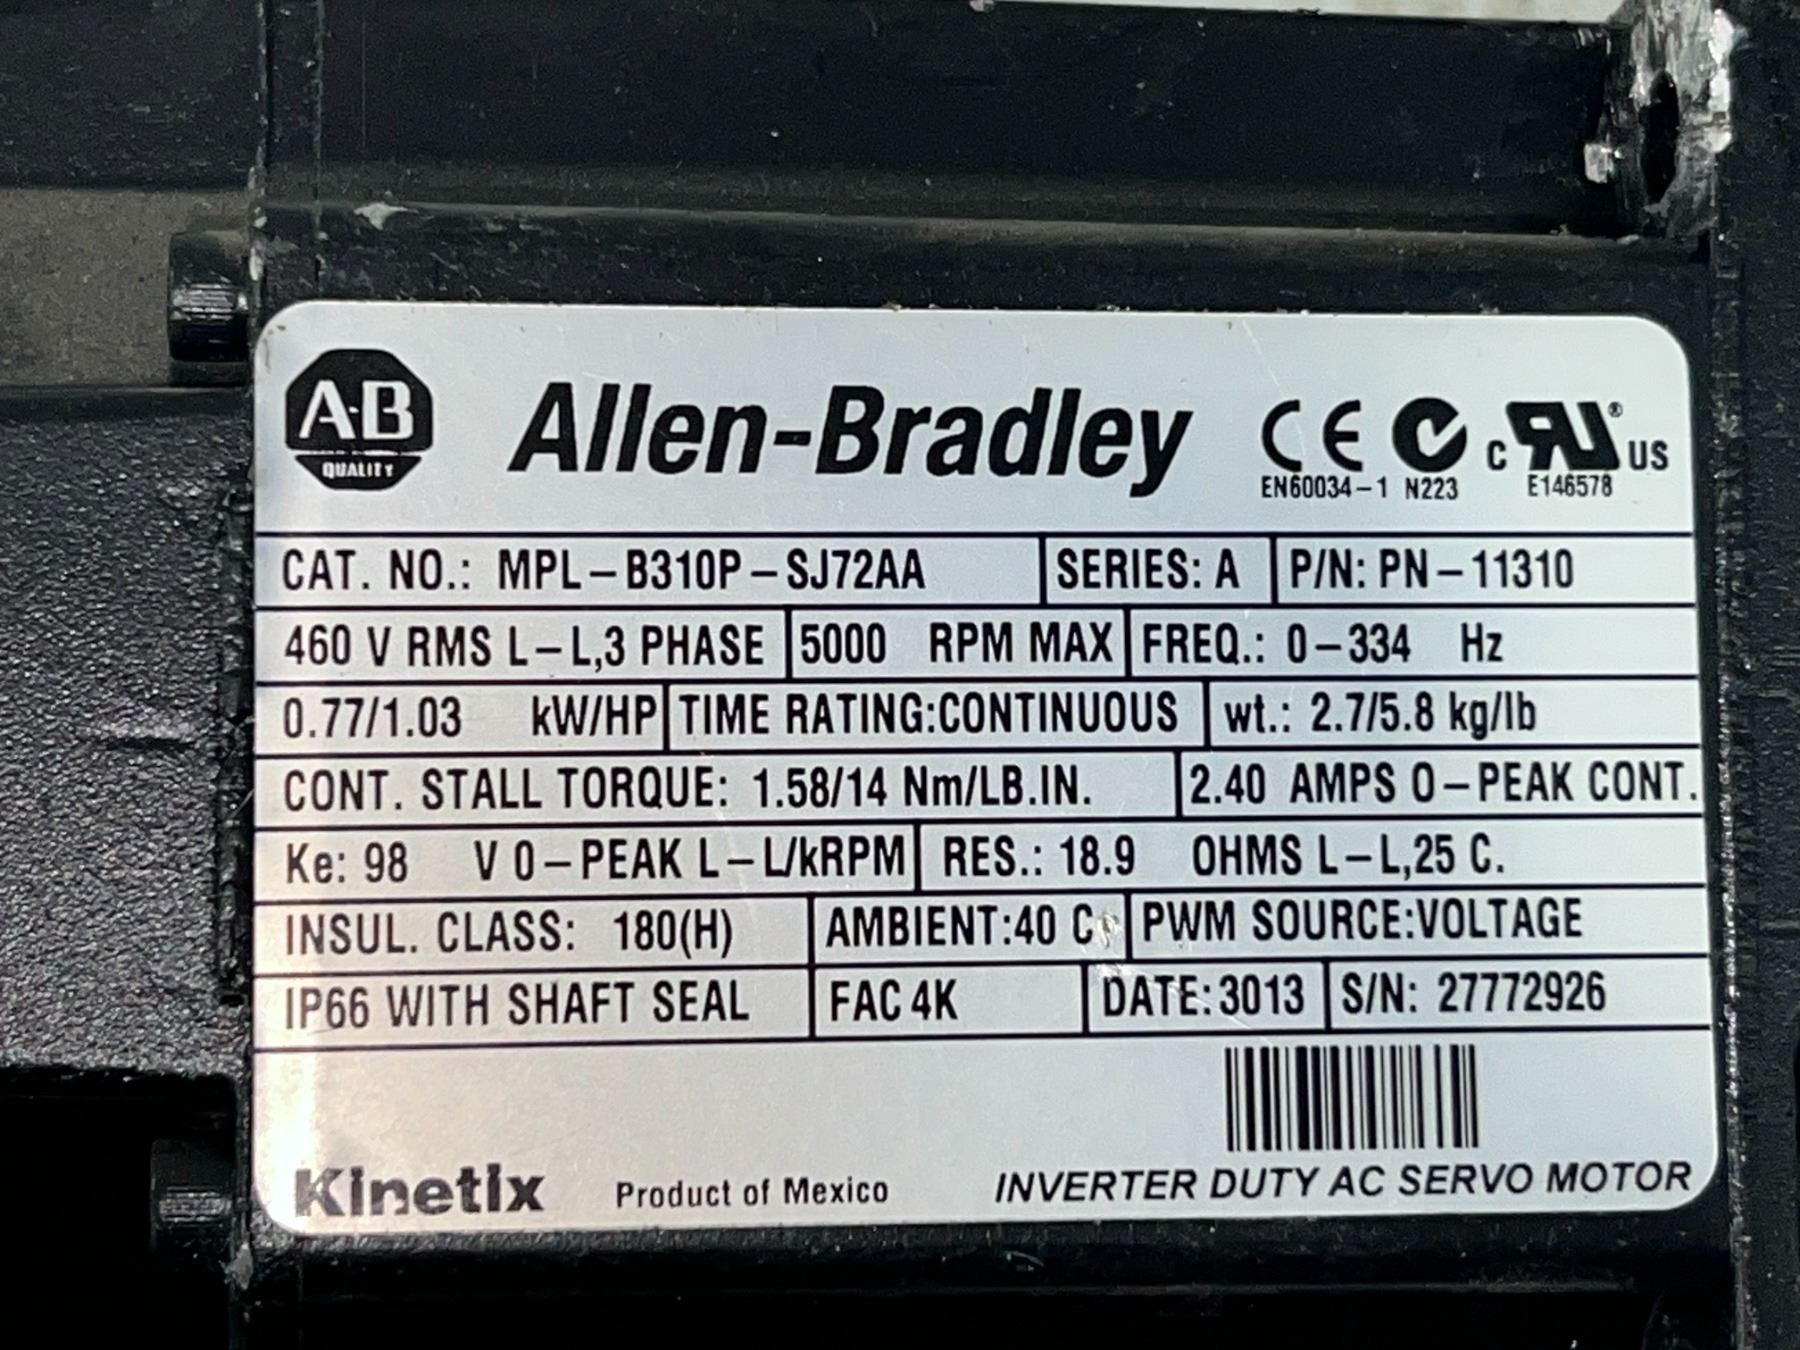 A-B QUALITY Allen-Bradley CE c RU ® US
EN60034-1 N223 E146578
CAT. NO.: MPL-B310P-SJ72AA SERIES: A P/N: PN-11310
460 V RMS L-L,3 PHASE 5000 RPM MAX FREQ.: 0-334 Hz
0.77/1.03 kW/HP TIME RATING:CONTINUOUS wt.: 2.7/5.8 kg/lb
CONT. STALL TORQUE: 1.58/14 Nm/LB.IN. 2.40 AMPS 0-PEAK CONT.
Ke: 98 V 0-PEAK L-L/kRPM RES.: 18.9 OHMS L-L,25 C.
INSUL. CLASS: 180(H) AMBIENT:40 C PWM SOURCE:VOLTAGE
IP66 WITH SHAFT SEAL FAC 4K DATE:3013 S/N: 27772926
Kinetix Product of Mexico INVERTER DUTY AC SERVO MOTOR